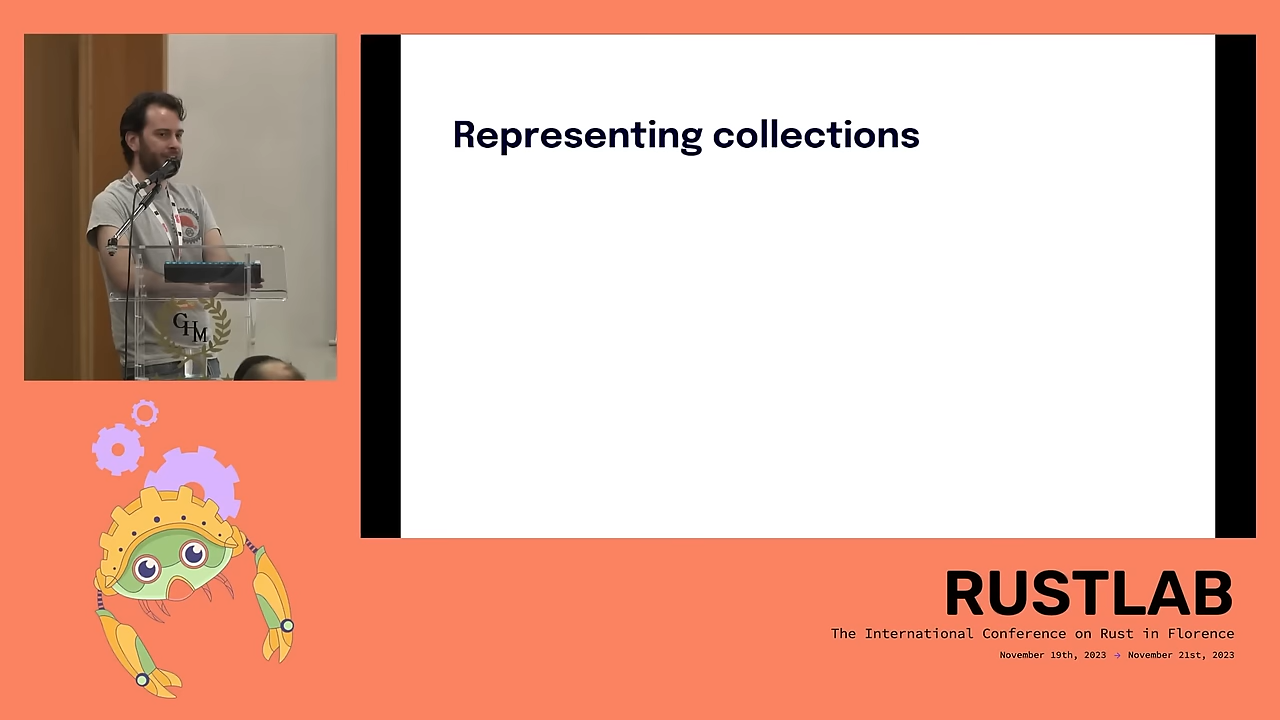 Representing collections
GHM
RUSTLAB
The International Conference on Rust in Florence
November 19th, 2023 → November 21st, 2023